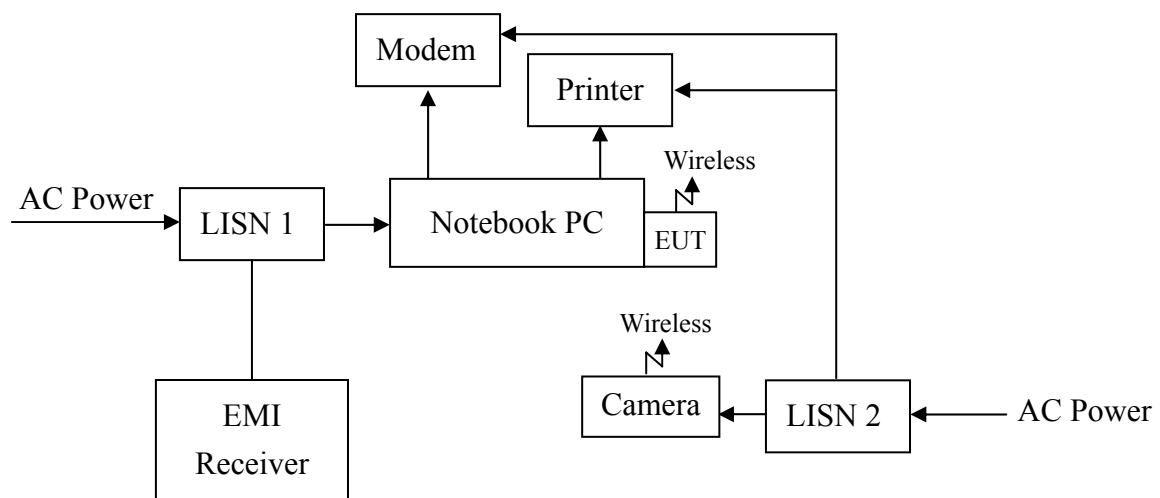 Modem
Printer
Wireless
AC Power
LISN 1
Notebook PC
EUT
Wireless
Camera
LISN 2
AC Power
EMI
Receiver